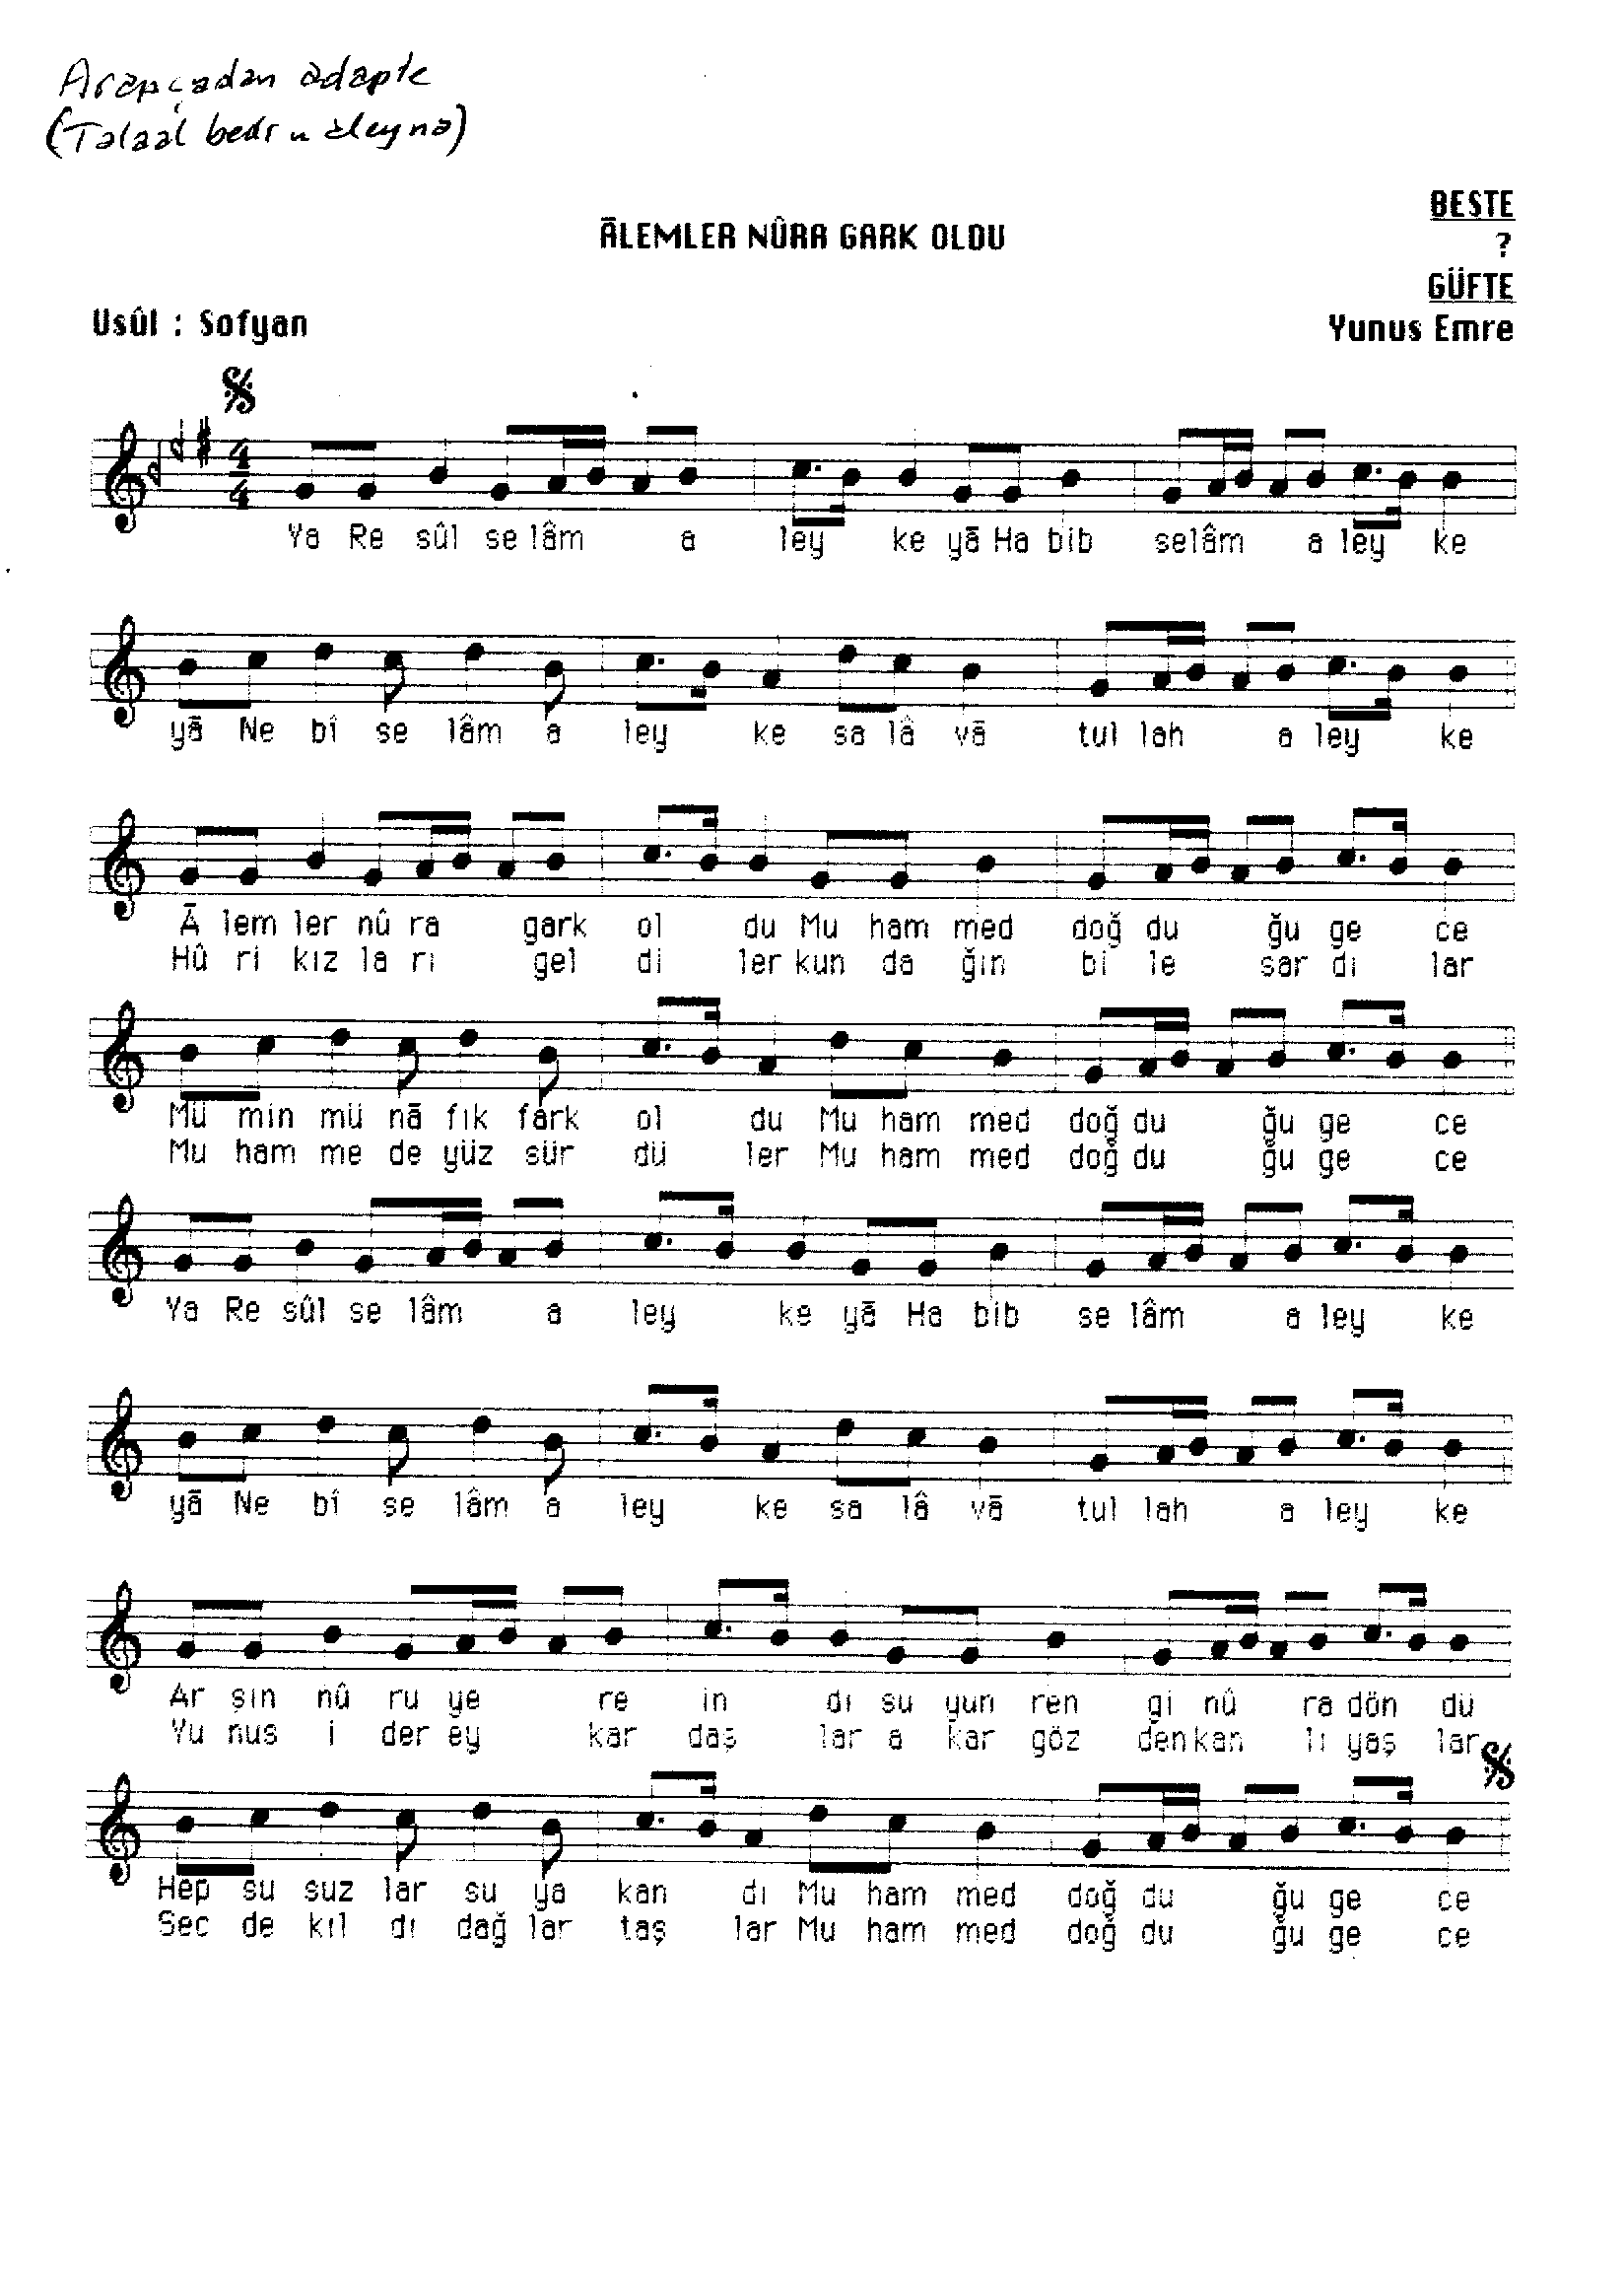 Arapçadan adapte
(Talaal bedru aleyna)
BESTE
ĀLEMLER NÛRA GARK OLDU
?
GÜFTE
Usûl : Sofyan
Yunus Emre
4
4
Ya Re sûl se lâm a ley ke yā Ha bib selâm a ley ke
yā Ne bî se lâm a ley ke sa lâ vā tul lah a ley ke
Ā lem ler nû ra gark ol du Mu ham med doğ du ğu ge ce
Hû ri kız la rı gel di ler kun da ğın bi le sar dı lar
Mü min mü nā fık fark ol du Mu ham med doğ du ğu ge ce
Mu ham me de yüz sür dü ler Mu ham med doğ du ğu ge ce
Ya Re sûl se lâm a ley ke yā Ha bib se lâm a ley ke
yā Ne bî se lâm a ley ke sa lâ vā tul lah a ley ke
Ar şın nû ru ye re in di su yun ren gi nû ra dön dü
Yu nus i der ey kar daş lar a kar göz den kan lı yaş lar
Hep su suz lar su ya kan dı Mu ham med doğ du ğu ge ce
Sec de kıl dı dağ lar taş lar Mu ham med doğ du ğu ge ce